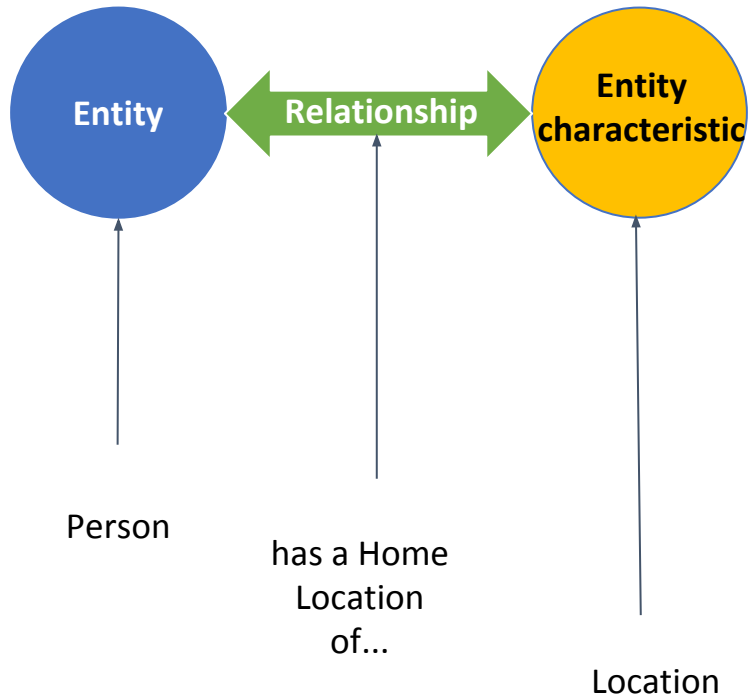 Entity
Relationship
Entity
characteristic
Person
has a Home
Location
of...
Location